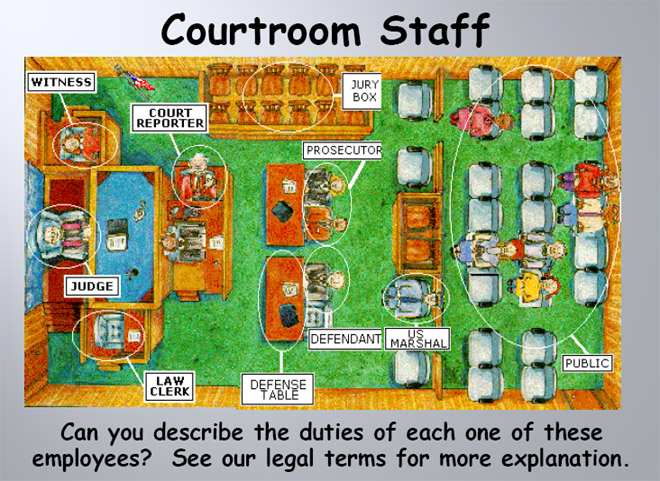 Courtroom Staff
WITNESS
COURT
REPORTER
JURY
BOX
PROSECUTOR
JUDGE
DEFENDANT
US
MARSHAL
PUBLIC
LAW
CLERK
DEFENSE
TABLE
Can you describe the duties of each one of these
employees?  See our legal terms for more explanation.